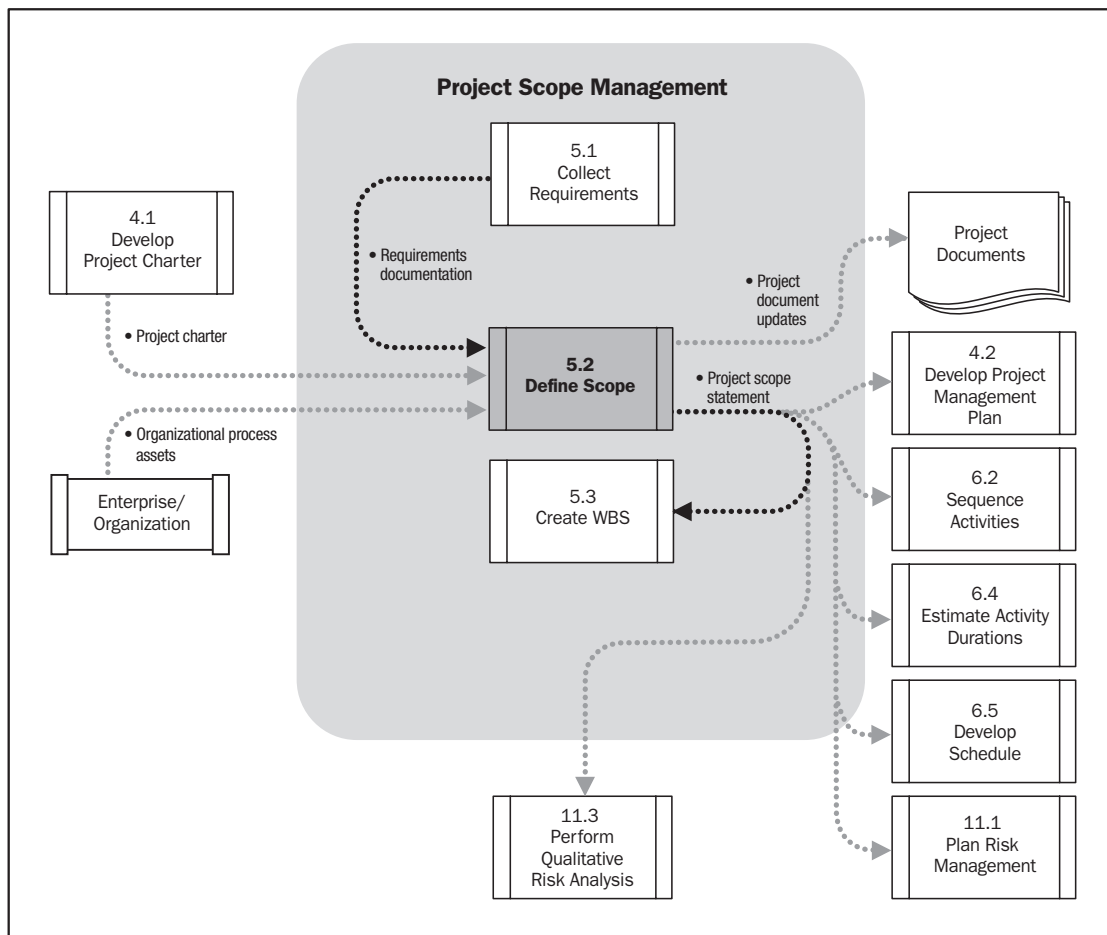 Project Scope Management
5.1
Collect
Requirements
4.1
Develop
Project Charter
• Requirements
documentation
Project
Documents
• Project
document
updates
• Project charter
5.2
Define Scope
• Project scope
statement
4.2
Develop Project
Management
Plan
• Organizational process
assets
Enterprise/
Organization
5.3
Create WBS
6.2
Sequence
Activities
6.4
Estimate Activity
Durations
6.5
Develop
Schedule
11.3
Perform
Qualitative
Risk Analysis
11.1
Plan Risk
Management